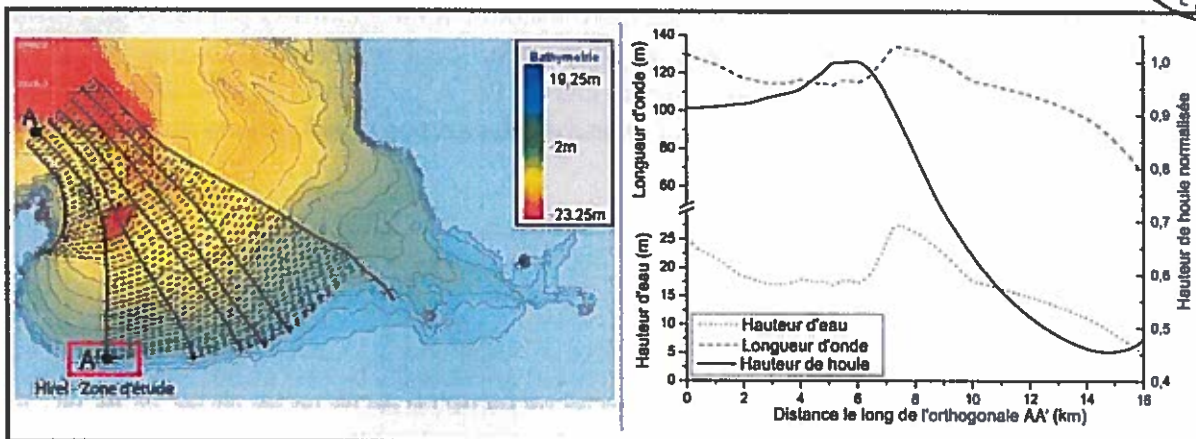 Bathymétrie
19,25m
-2m
-23.25m
A
A'
Hirel - Zone d'étude
Longueur d'onde (m)
140
120
100
80
60
Hauteur d'eau (m)
25
20
15
10
5
0
Hauteur de houle normalisée
1,0
0,9
0,8
0,7
0,6
0,5
0,4
Hauteur d'eau
Longueur d'onde
Hauteur de houle
0 2 4 6 8 10 12 14 16
Distance le long de l'orthogonale AA' (km)